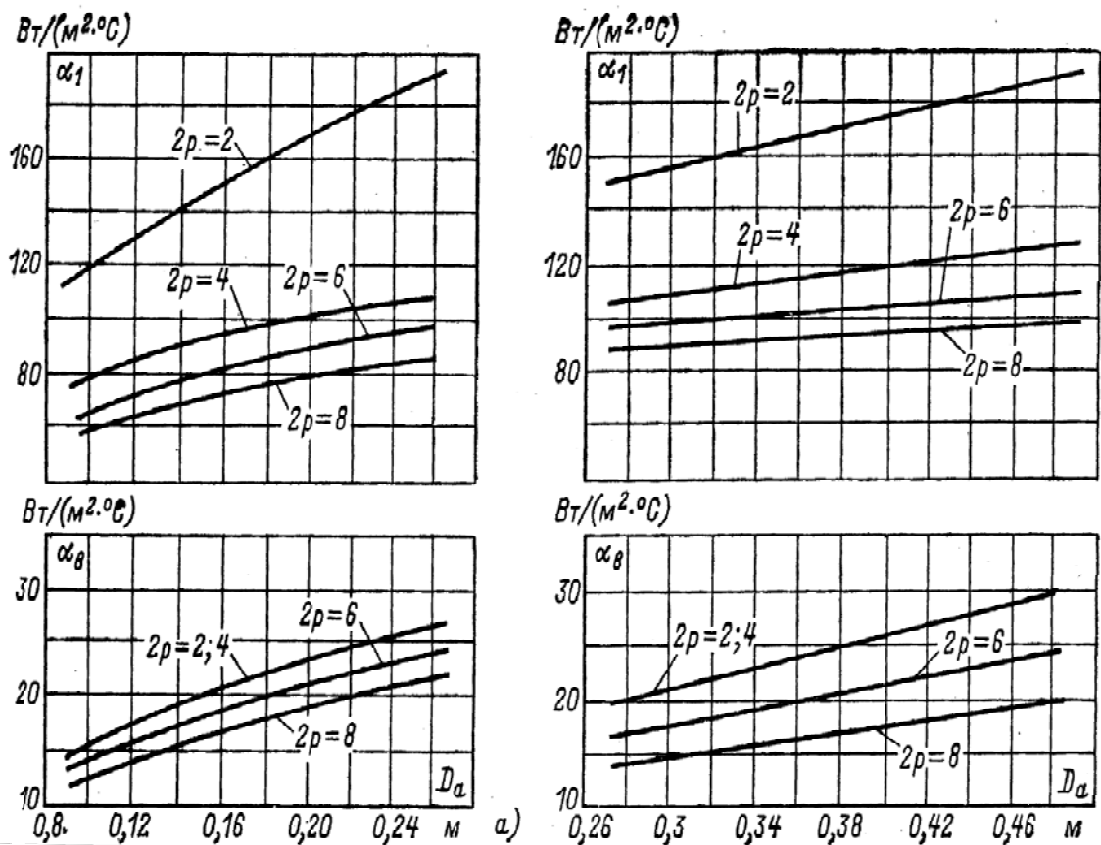 Вт/(м²·°С)
α₁
160
120
80
2p=2
2p=4
2p=6
2p=8
Вт/(м²·°С)
α₁
160
120
80
2p=2
2p=4
2p=6
2p=8
Вт/(м²·°С)
α₈
30
20
10
2p=2;4
2p=6
2p=8
Dₐ
0,8. 0,12 0,16 0,20 0,24 м а)
Вт/(м²·°С)
α₈
30
20
10
2p=2;4
2p=6
2p=8
Dₐ
0,26 0,3 0,34 0,38 0,42 0,46 м